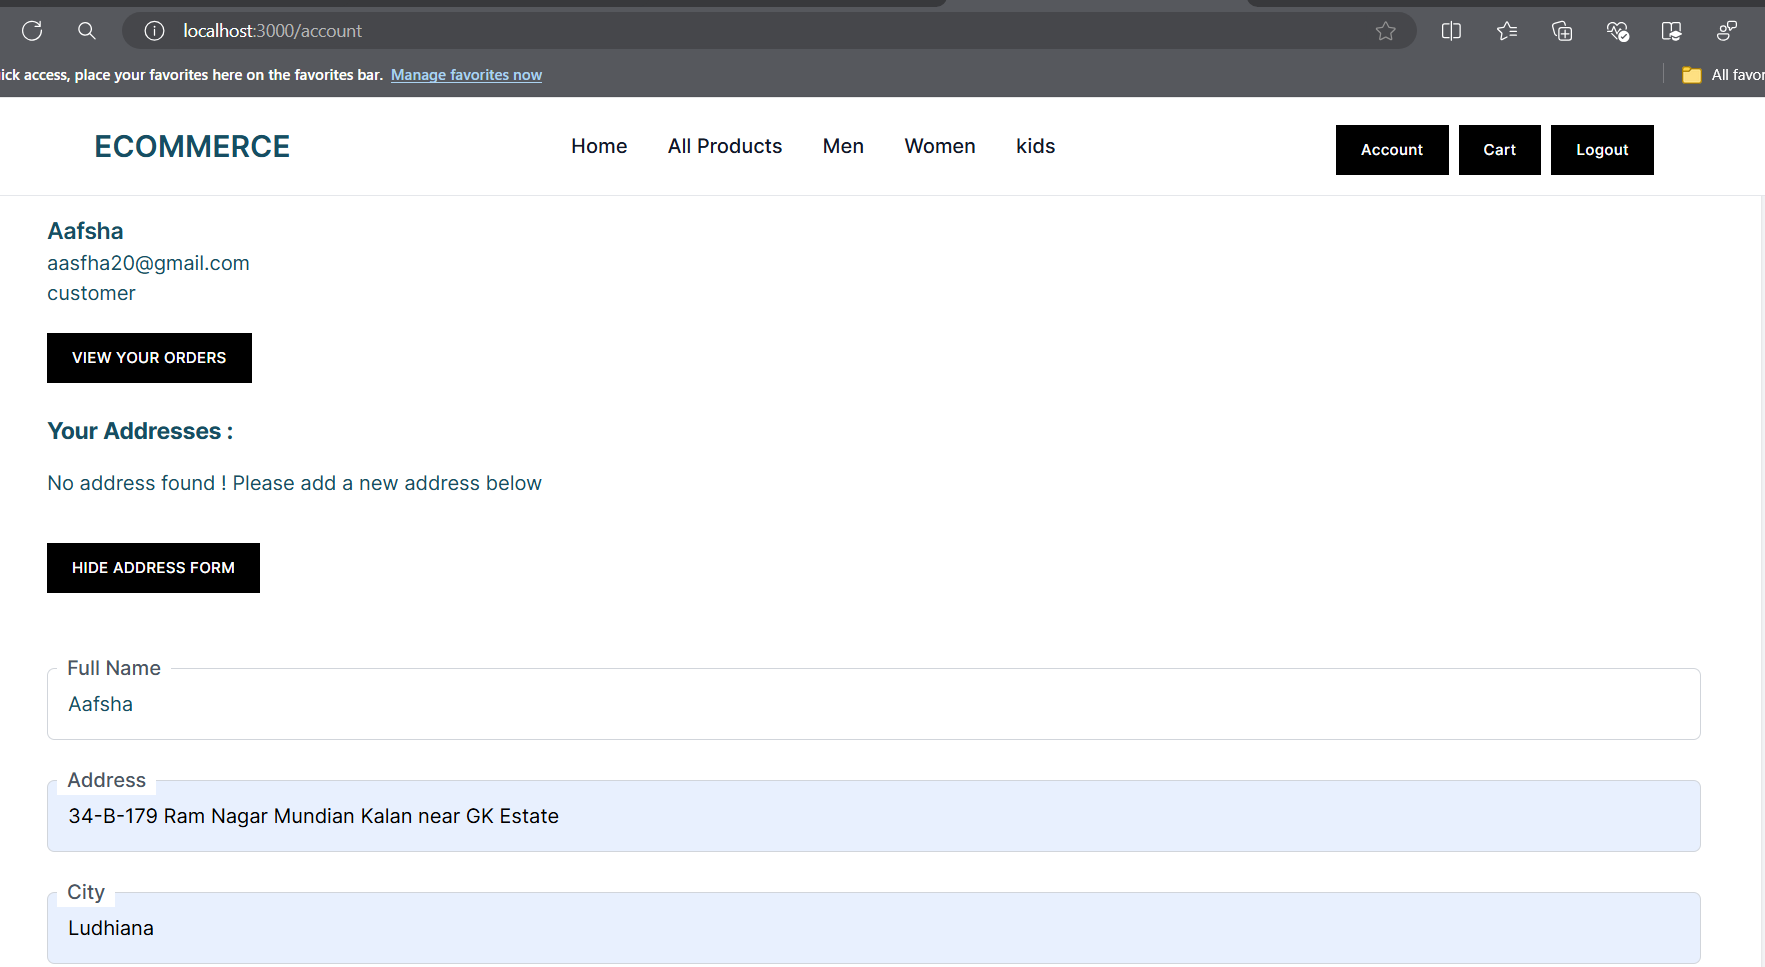 localhost:3000/account
ick access, place your favorites here on the favorites bar. Manage favorites now
All favor
ECOMMERCE
Home All Products Men Women kids
Account Cart Logout
Aafsha
aasfha20@gmail.com
customer
VIEW YOUR ORDERS
Your Addresses :
No address found ! Please add a new address below
HIDE ADDRESS FORM
Full Name
Aafsha
Address
34-B-179 Ram Nagar Mundian Kalan near GK Estate
City
Ludhiana